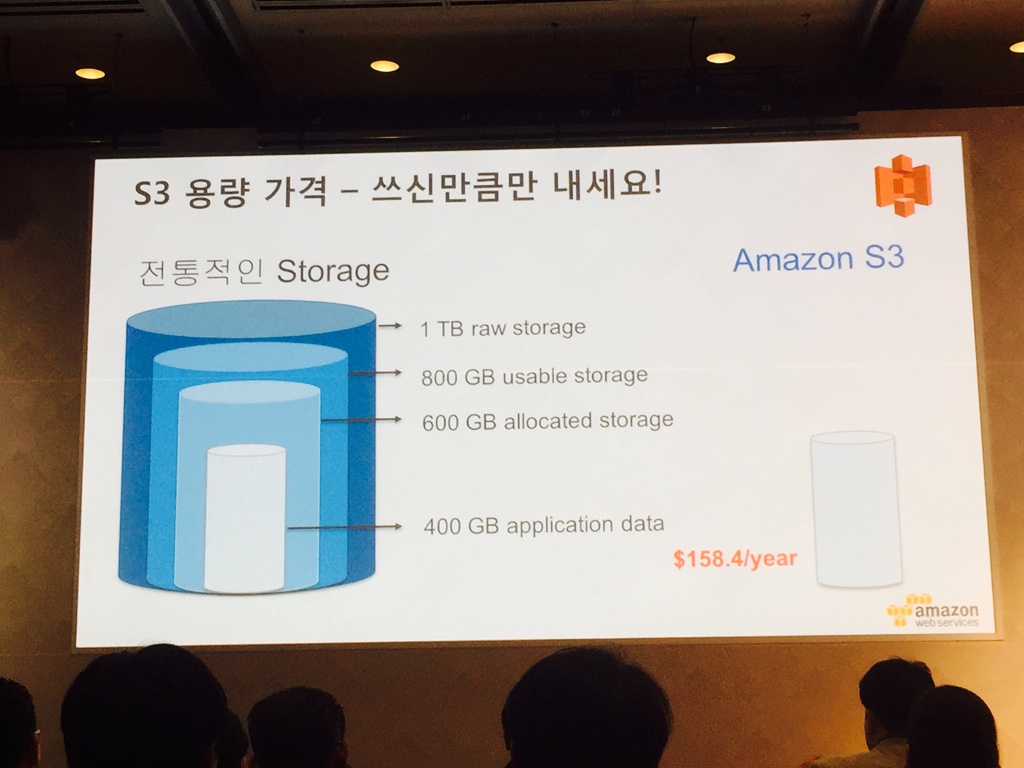 S3 용량 가격 – 쓰신만큼만 내세요!
전통적인 Storage
Amazon S3
1 TB raw storage
800 GB usable storage
600 GB allocated storage
400 GB application data
$158.4/year
amazon
web services